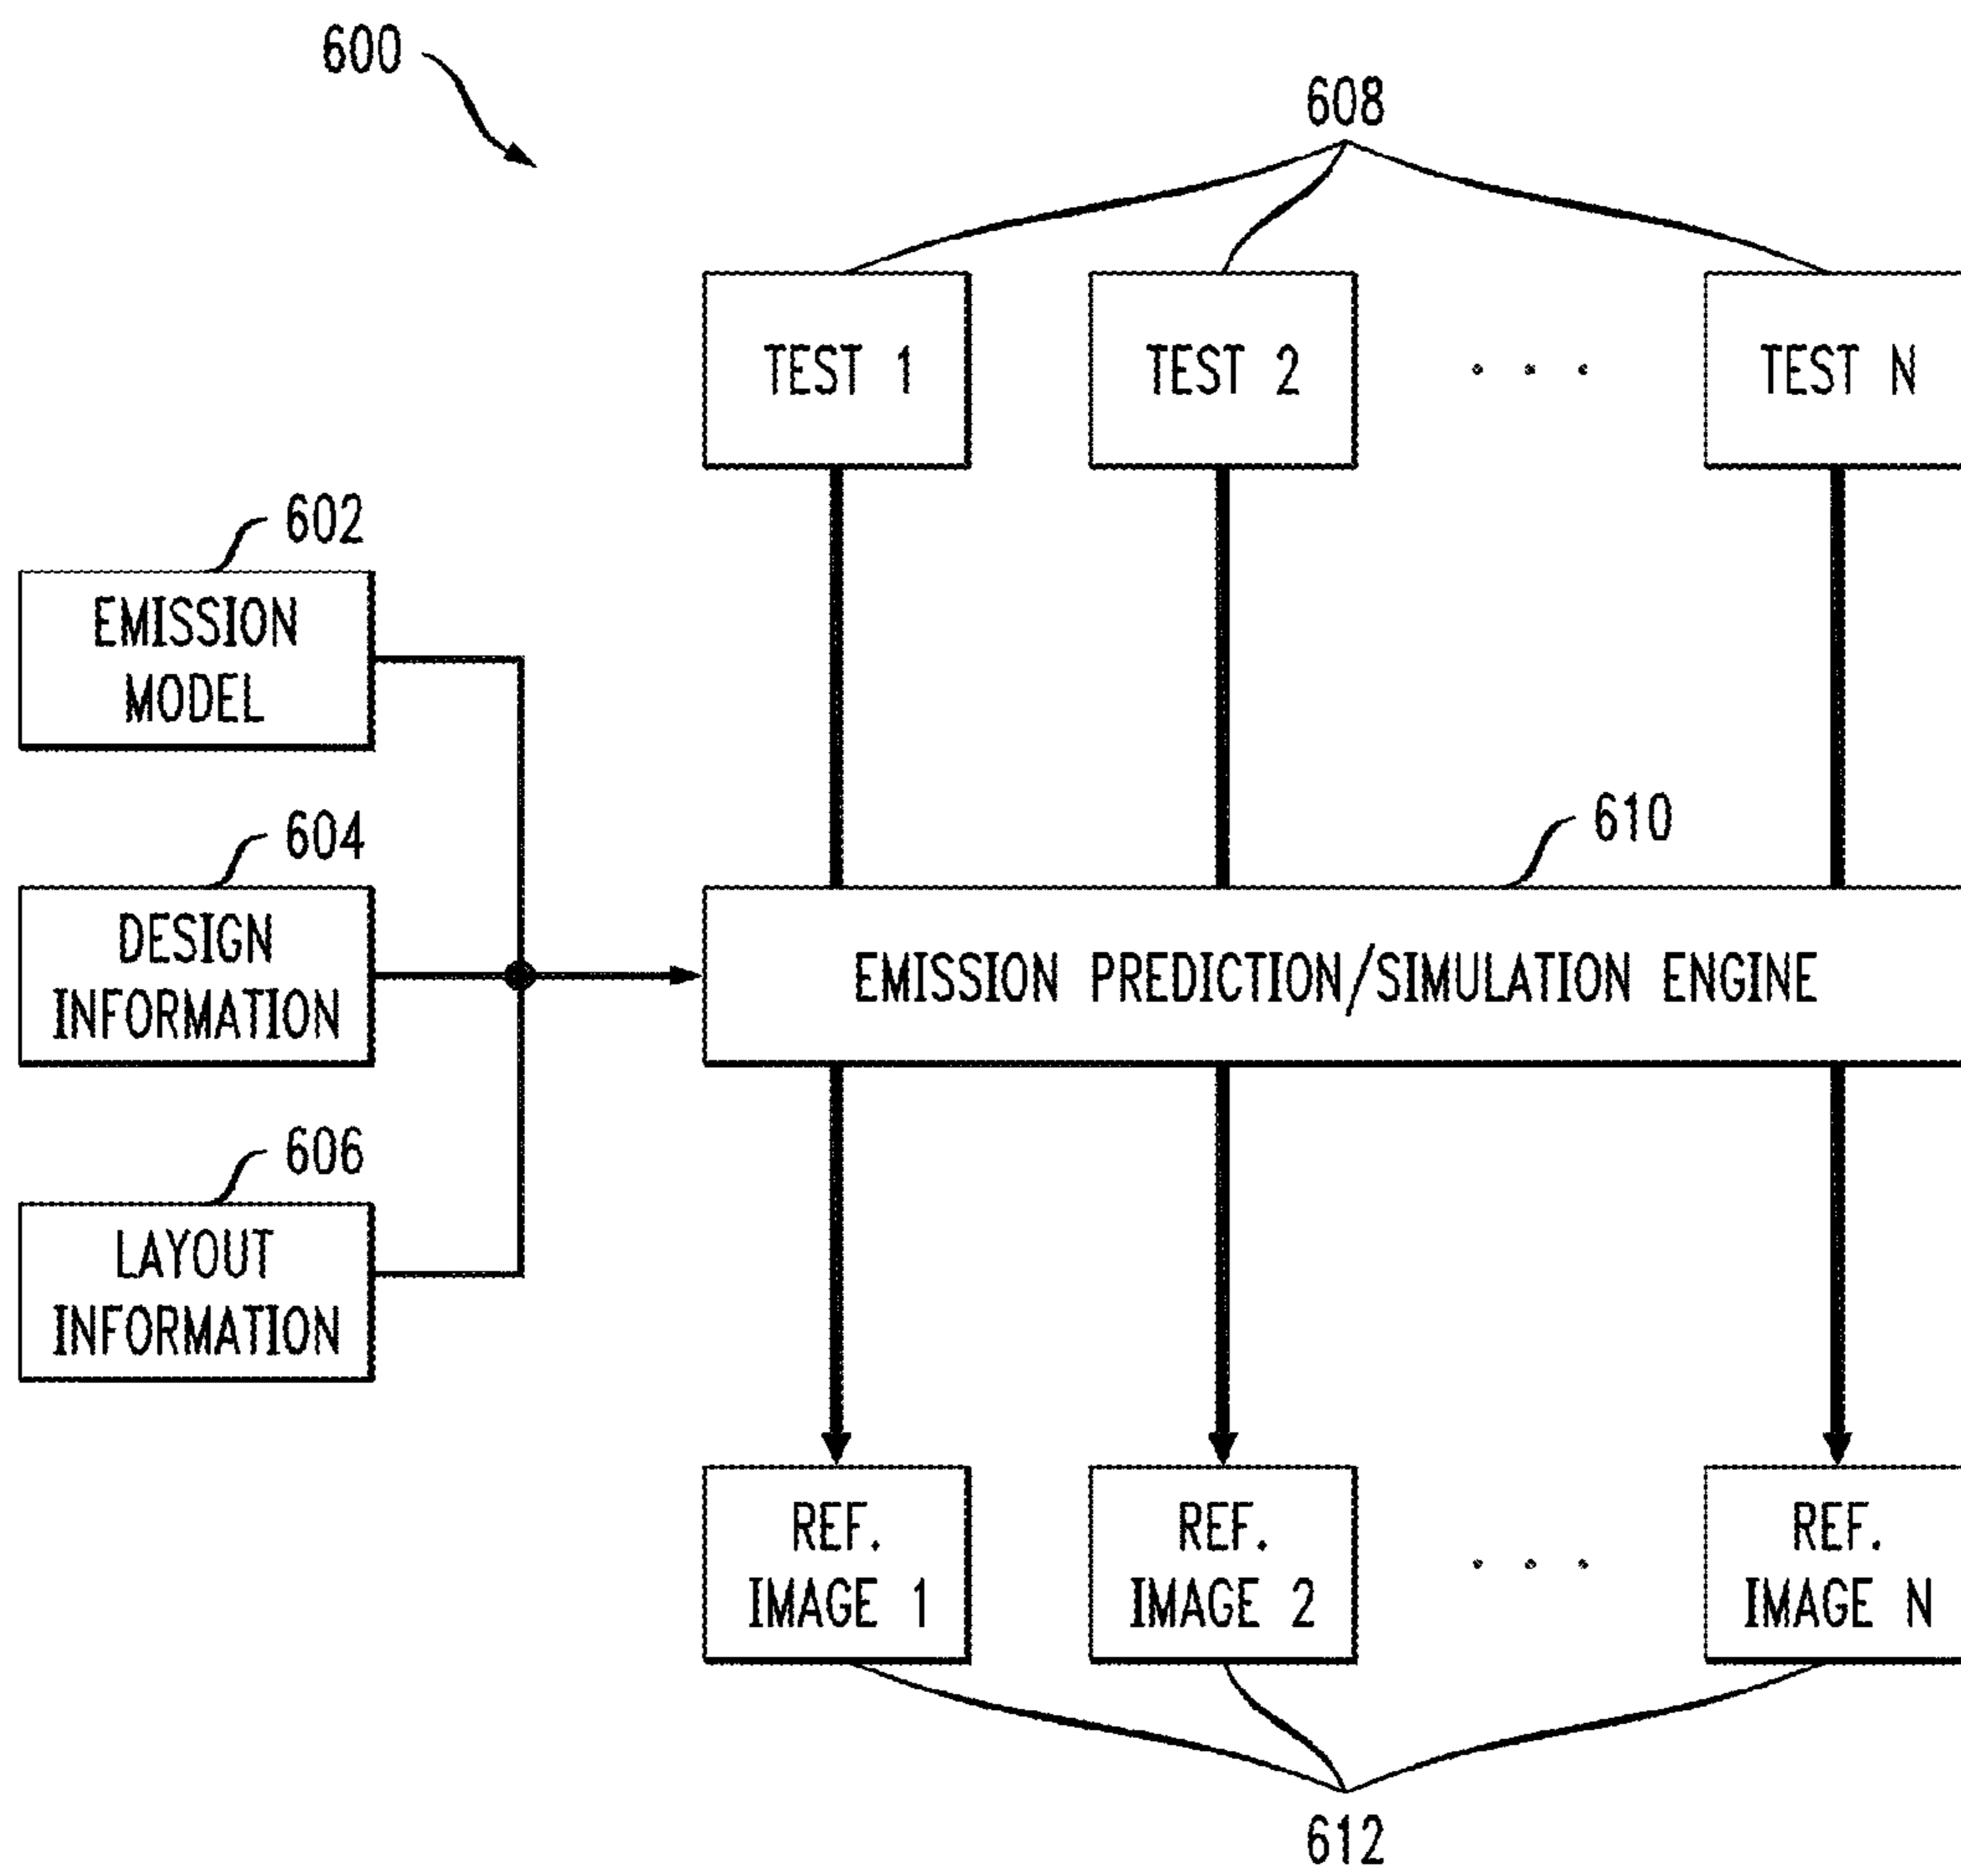 600
608
TEST 1
TEST 2
. . .
TEST N
602
EMISSION
MODEL
604
DESIGN
INFORMATION
606
LAYOUT
INFORMATION
610
EMISSION PREDICTION/SIMULATION ENGINE
REF.
IMAGE 1
REF.
IMAGE 2
. . .
REF.
IMAGE N
612